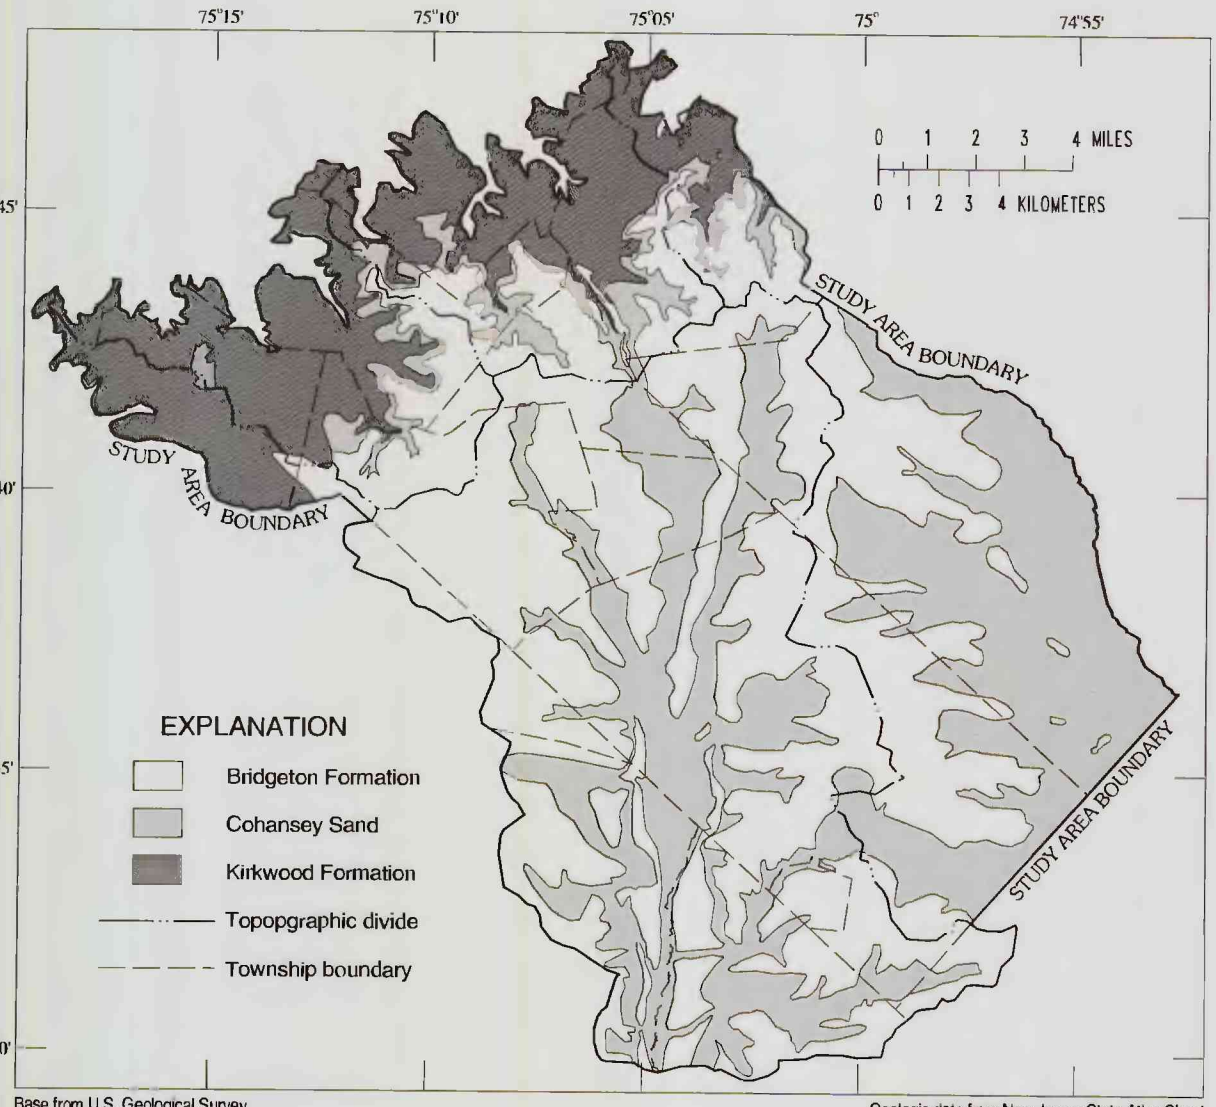 75°15' 75°10' 75°05' 75° 74°55'
0 1 2 3 4 MILES
0 1 2 3 4 KILOMETERS
45'
STUDY AREA BOUNDARY
STUDY AREA BOUNDARY
40'
EXPLANATION
Bridgeton Formation
Cohansey Sand
Kirkwood Formation
Topopgraphic divide
Township boundary
5'
STUDY AREA BOUNDARY
0'
Base from U.S. Geological Survey